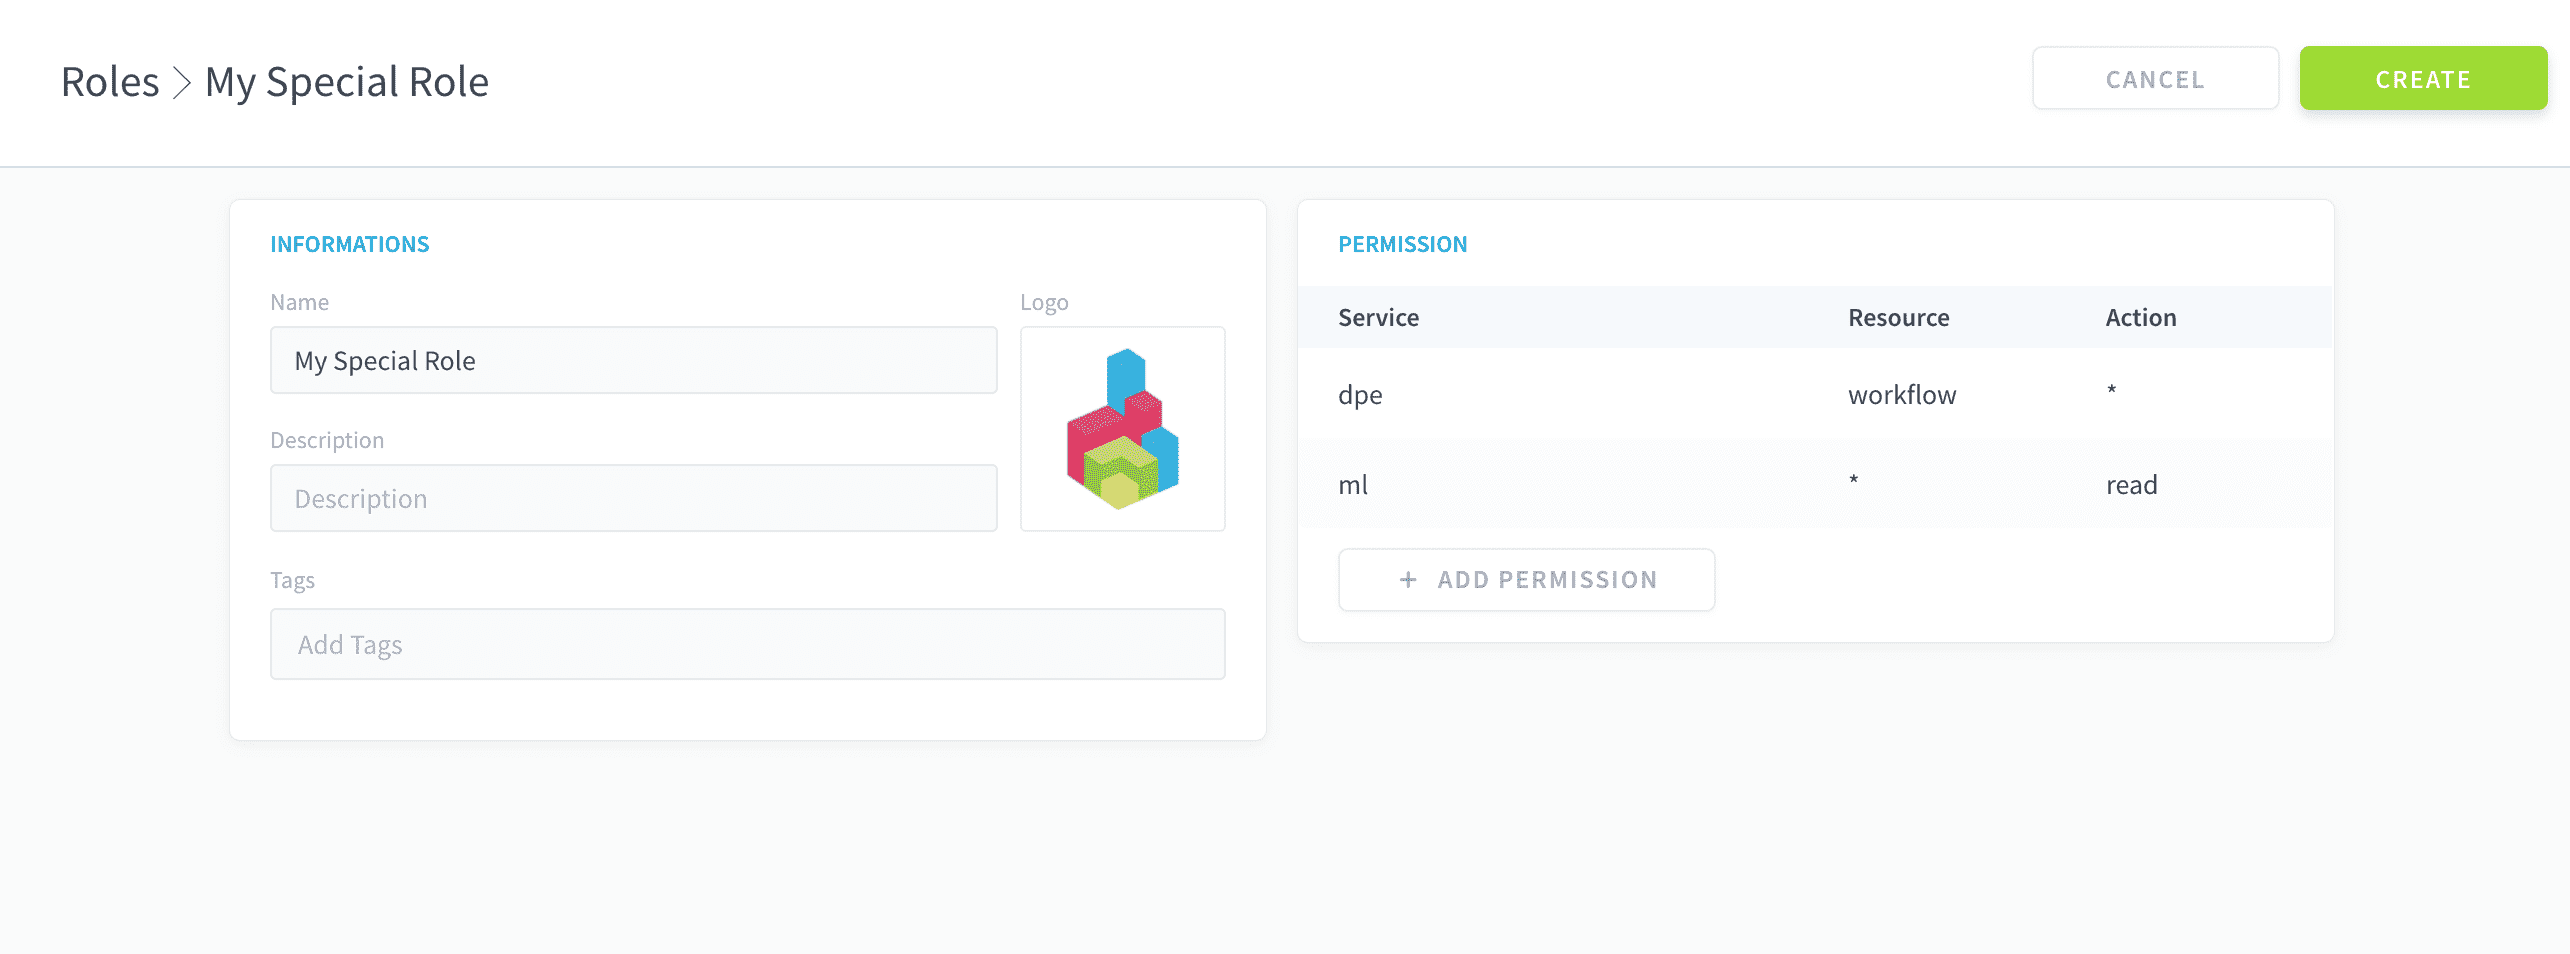 Roles > My Special Role
CANCEL
CREATE
INFORMATIONS
Name
Logo
My Special Role
Description
Description
Tags
Add Tags
PERMISSION
Service Resource Action
dpe workflow *
ml * read
+ ADD PERMISSION